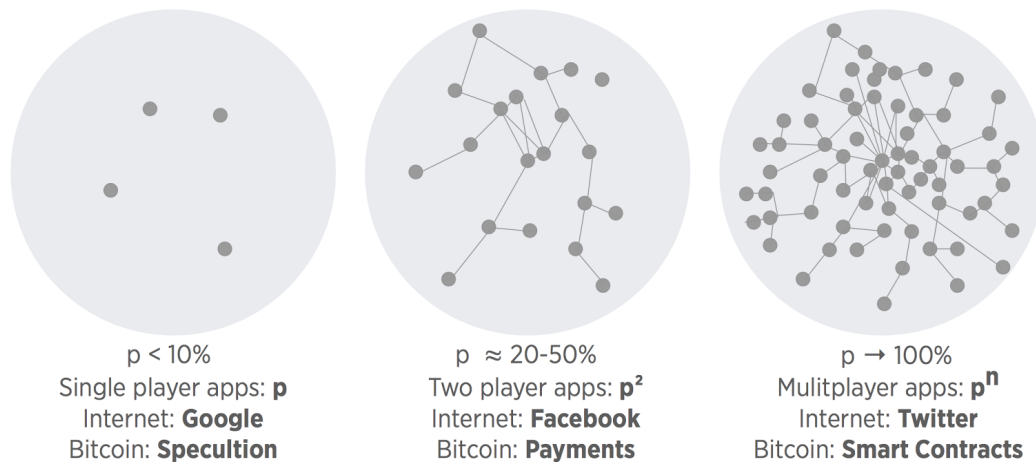 p < 10%
Single player apps: p
Internet: Google
Bitcoin: Specultion
p ≈ 20-50%
Two player apps: p²
Internet: Facebook
Bitcoin: Payments
p → 100%
Mulitplayer apps: pⁿ
Internet: Twitter
Bitcoin: Smart Contracts